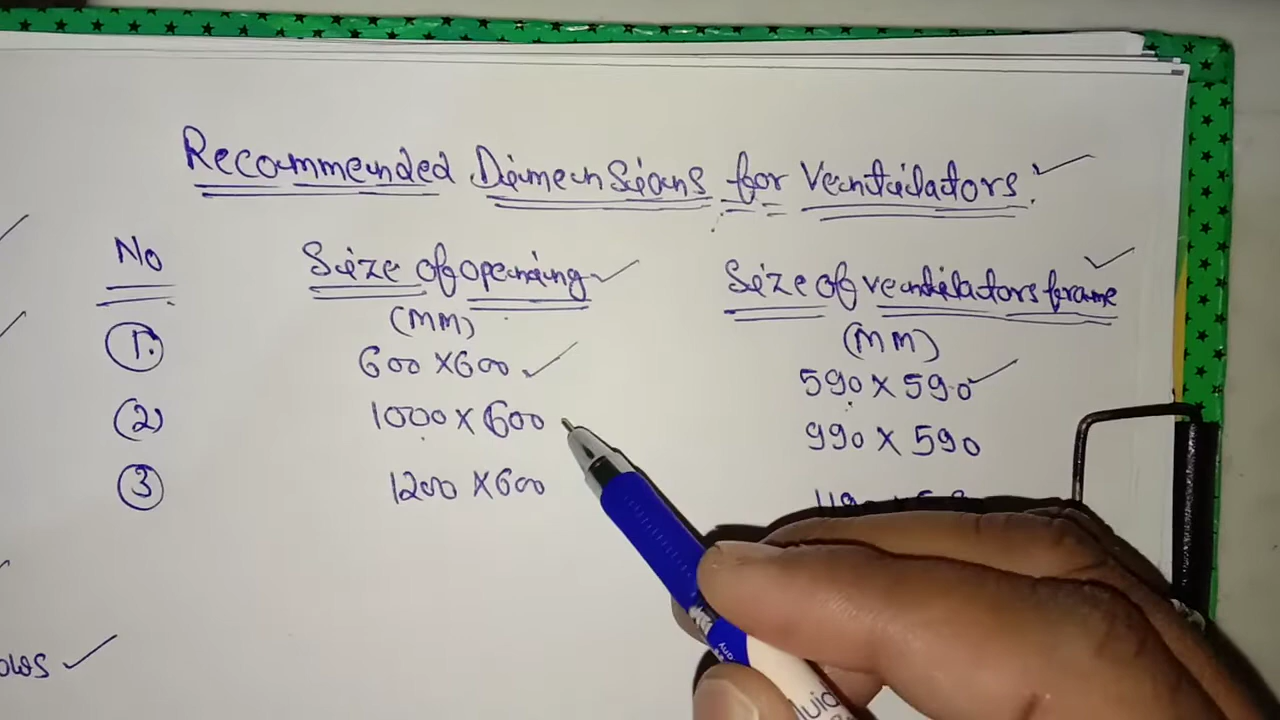 Recommended Dimensions for Ventilators.
No Size of opening Size of ventilators frame
(MM) (MM)
1. 600 X 600 590 X 590
(2) 1000 X 600 990 X 590
3 1200 X 600
ows